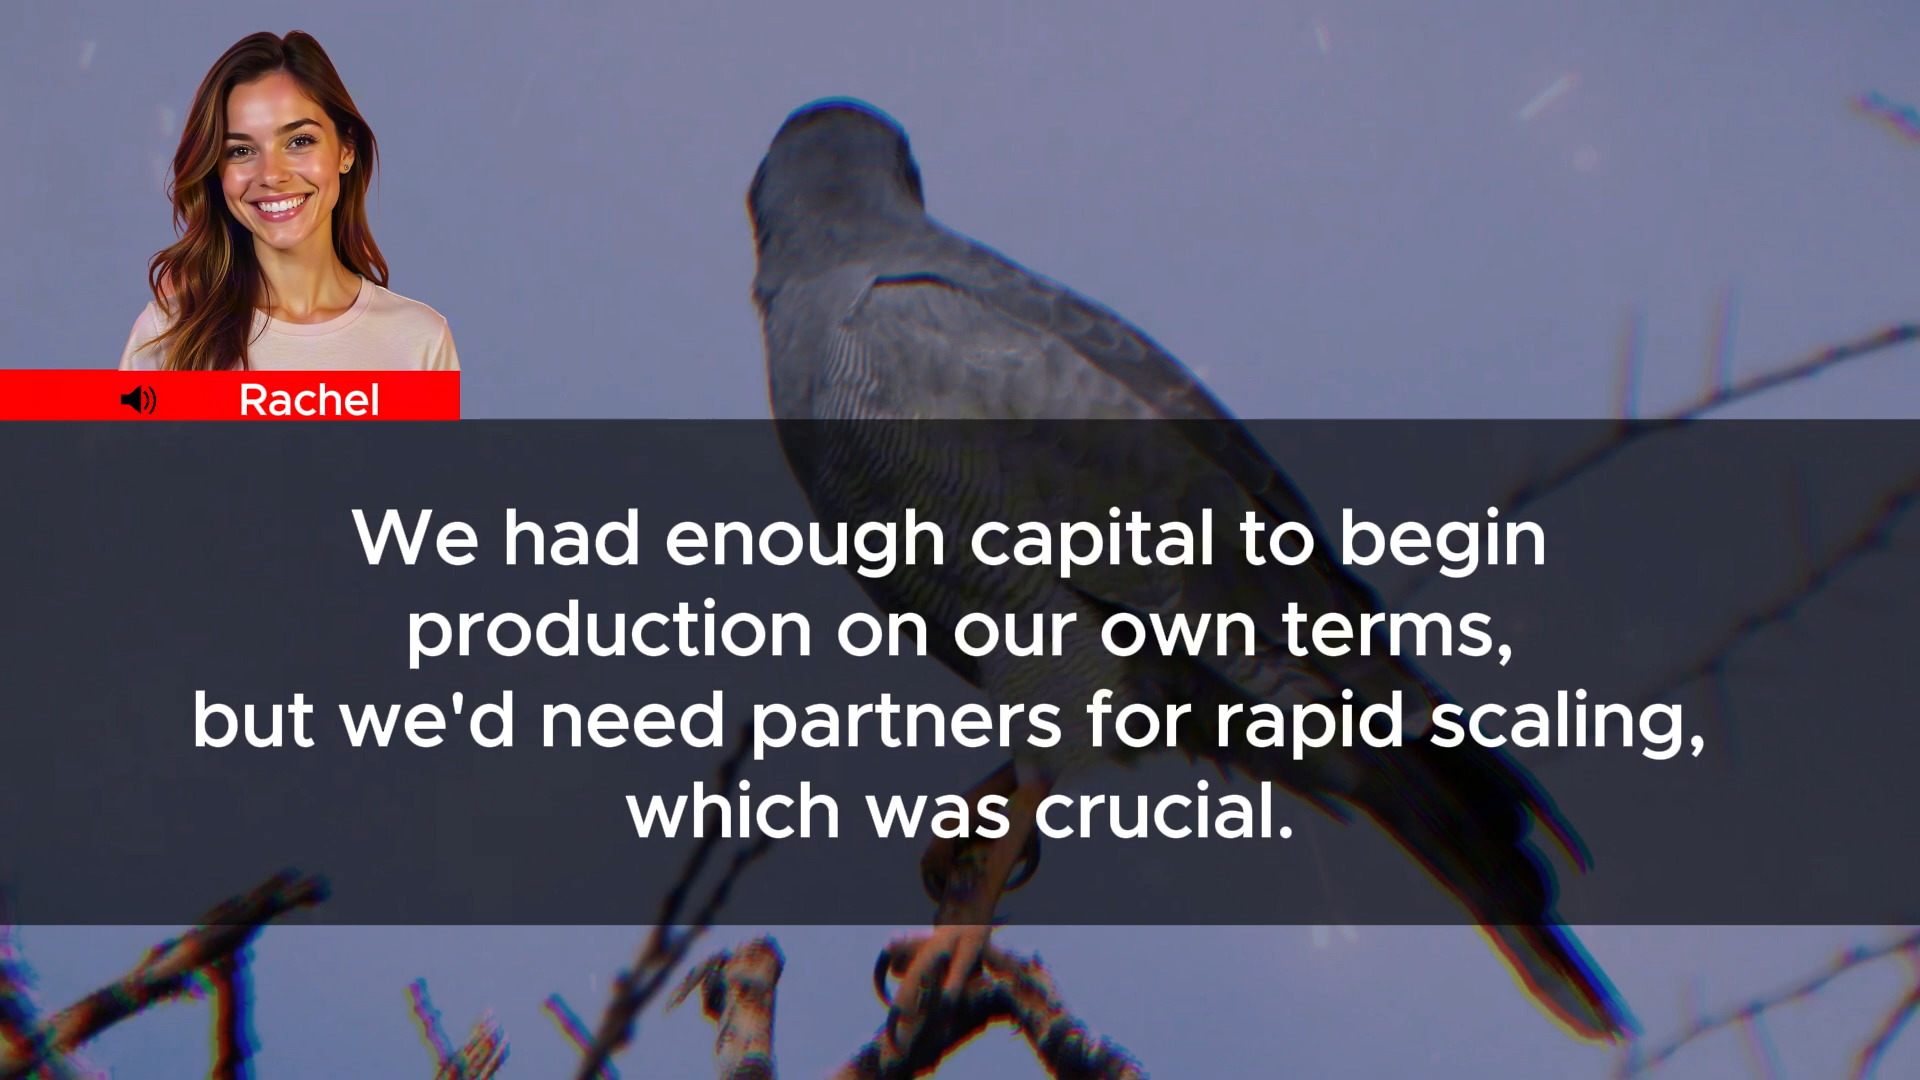 Rachel
We had enough capital to begin
production on our own terms,
but we'd need partners for rapid scaling,
which was crucial.